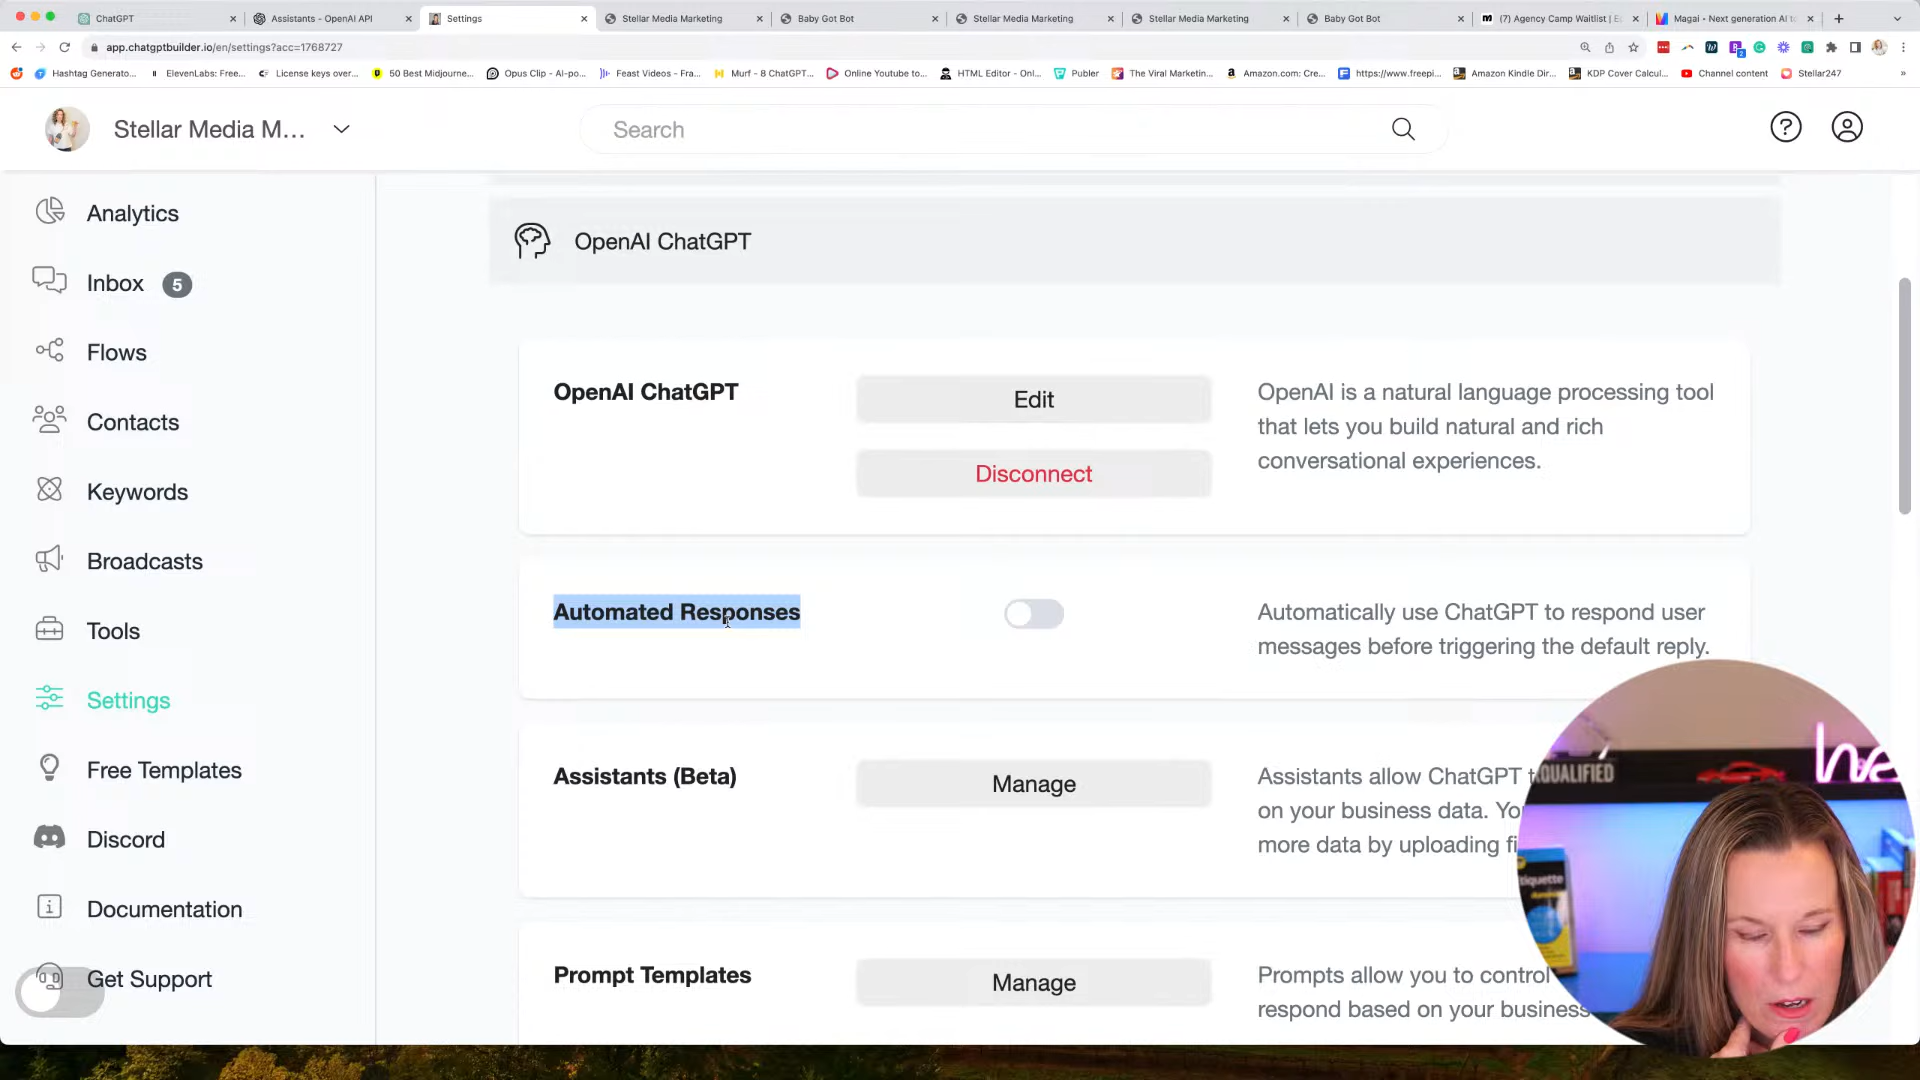 ChatGPT
Assistants - OpenAI API
Settings
Stellar Media Marketing
Baby Got Bot
Stellar Media Marketing
Stellar Media Marketing
Baby Got Bot
(7) Agency Camp Waitlist | E
Magai - Next generation AI to
app.chatgptbuilder.io/en/settings?acc=1768727
Hashtag Generato...
ElevenLabs: Free...
License keys over...
50 Best Midjourne...
Opus Clip - AI-po...
Feast Videos - Fra...
Murf - 8 ChatGPT...
Online Youtube to...
HTML Editor - Onl...
Publer
The Viral Marketin...
Amazon.com: Cre...
https://www.freepi...
Amazon Kindle Dir...
KDP Cover Calcul...
Channel content
Stellar247
Stellar Media M...
Search
Analytics
Inbox 5
Flows
Contacts
Keywords
Broadcasts
Tools
Settings
Free Templates
Discord
Documentation
Get Support
OpenAI ChatGPT
OpenAI ChatGPT
Edit
Disconnect
OpenAI is a natural language processing tool
that lets you build natural and rich
conversational experiences.
Automated Responses
Automatically use ChatGPT to respond user
messages before triggering the default reply.
Assistants (Beta)
Manage
Assistants allow ChatGPT t
on your business data. Yo
more data by uploading fi
Prompt Templates
Manage
Prompts allow you to control
respond based on your business
QUALIFIED
he
etiquette